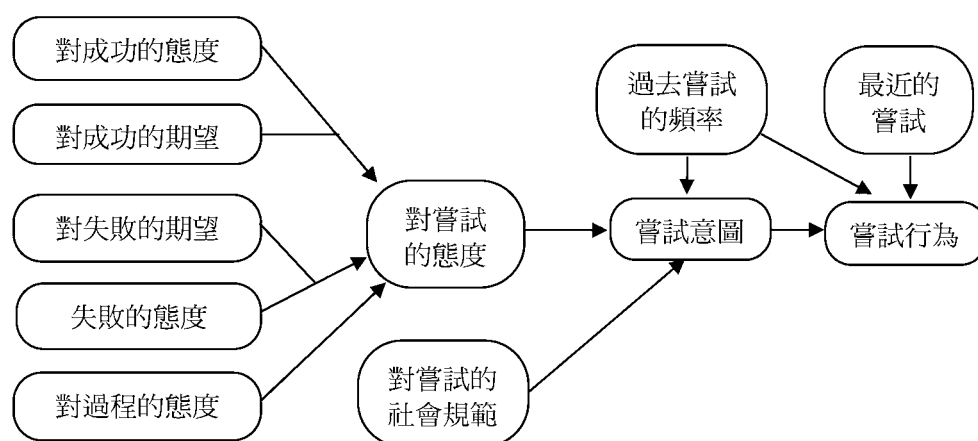 對成功的態度
對成功的期望
對失敗的期望
失敗的態度
對過程的態度
對嘗試
的態度
對嘗試的
社會規範
過去嘗試
的頻率
嘗試意圖
最近的
嘗試
嘗試行為